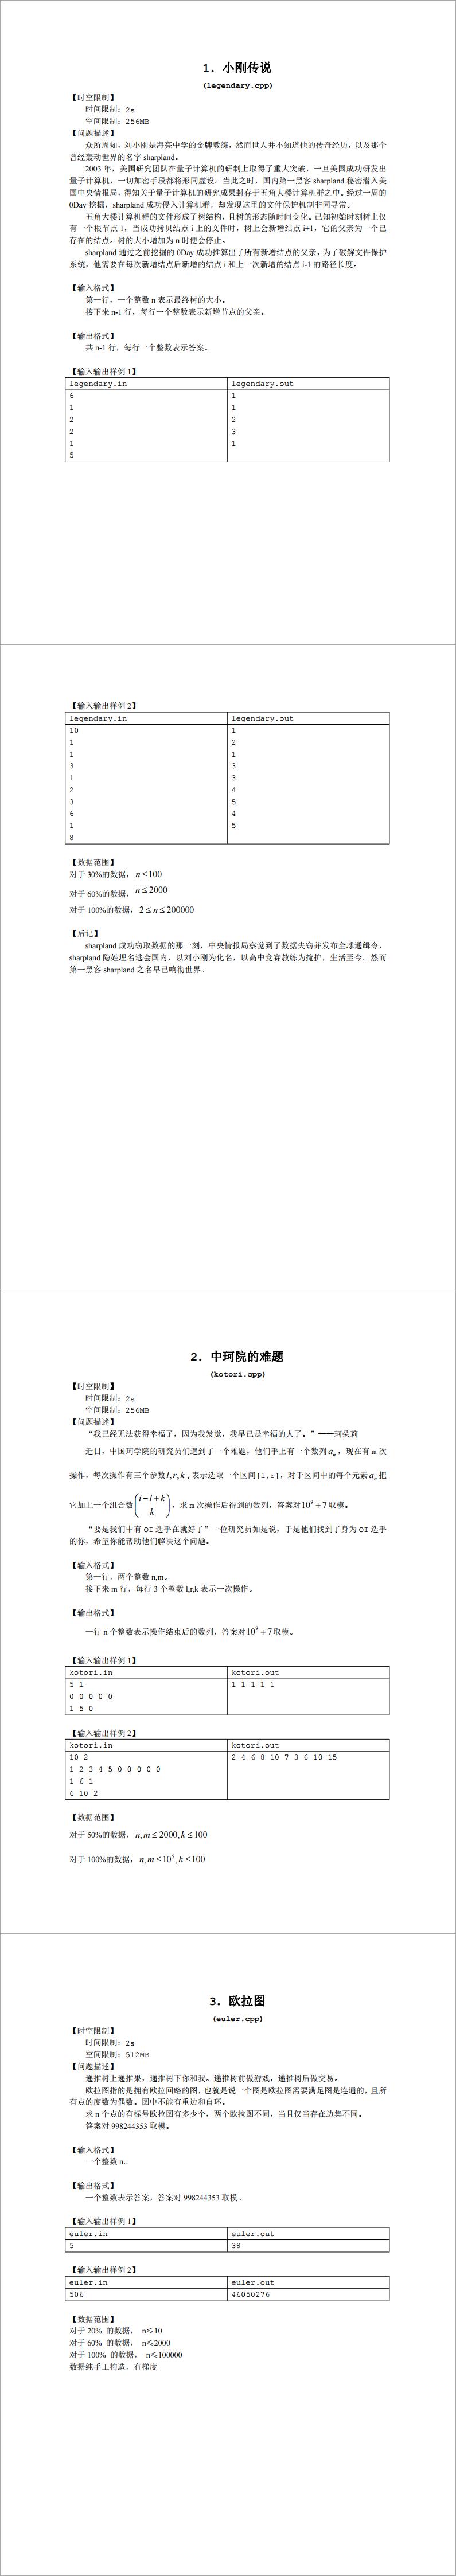 1. 小刚传说
(legendary.cpp)
【时空限制】
时间限制：2s
空间限制：256MB
【问题描述】
众所周知，刘小刚是海亮中学的金牌教练，然而世人并不知道他的传奇经历，以及那个
曾经轰动世界的名字 sharpland。
2003 年，美国研究团队在量子计算机的研制上取得了重大突破，一旦美国成功研发出
量子计算机，一切加密手段都将形同虚设。当此之时，国内第一黑客 sharpland 秘密潜入美
国中央情报局，得知关于量子计算机的研究成果封存于五角大楼计算机群之中。经过一周的
0Day 挖掘，sharpland 成功侵入计算机群，却发现这里的文件保护机制非同寻常。
五角大楼计算机群的文件形成了树结构，且树的形态随时间变化。已知初始时刻树上仅
有一个根节点 1，当成功拷贝结点 i 上的文件时，树上会新增结点 i+1，它的父亲为一个已
存在的结点。树的大小增加为 n 时便会停止。
sharpland 通过之前挖掘的 0Day 成功推算出了所有新增结点的父亲，为了破解文件保护
系统，他需要在每次新增结点后新增的结点 i 和上一次新增的结点 i-1 的路径长度。
【输入格式】
第一行，一个整数 n 表示最终树的大小。
接下来 n-1 行，每行一个整数表示新增节点的父亲。
【输出格式】
共 n-1 行，每行一个整数表示答案。
【输入输出样例 1】
legendary.in legendary.out
6 1
1 1
2 2
2 3
1 1
5
【输入输出样例 2】
legendary.in legendary.out
10 1
1 2
1 1
3 3
1 3
2 4
3 5
6 4
1 5
8
【数据范围】
对于 30%的数据，n≤100
对于 60%的数据，n≤2000
对于 100%的数据，2≤n≤200000
【后记】
sharpland 成功窃取数据的那一刻，中央情报局察觉到了数据失窃并发布全球通缉令，
sharpland 隐姓埋名逃会国内，以刘小刚为化名，以高中竞赛教练为掩护，生活至今。然而
第一黑客 sharpland 之名早已响彻世界。
2. 中珂院的难题
(kotori.cpp)
【时空限制】
时间限制：2s
空间限制：256MB
【问题描述】
“我已经无法获得幸福了，因为我发觉，我早已是幸福的人了。”——珂朵莉
近日，中国珂学院的研究员们遇到了一个难题，他们手上有一个数列 aₙ，现在有 m 次
操作，每次操作有三个参数 l,r,k，表示选取一个区间[l,r]，对于区间中的每个元素 aₙ 把
它加上一个组合数(i−l+k k)，求 m 次操作后得到的数列，答案对 10⁹+7 取模。
“要是我们中有 OI 选手在就好了”一位研究员如是说，于是他们找到了身为 OI 选手
的你，希望你能帮助他们解决这个问题。
【输入格式】
第一行，两个整数 n,m。
接下来 m 行，每行 3 个整数 l,r,k 表示一次操作。
【输出格式】
一行 n 个整数表示操作结束后的数列，答案对 10⁹+7 取模。
【输入输出样例 1】
kotori.in kotori.out
5 1 1 1 1 1 1
0 0 0 0 0
1 5 0
【输入输出样例 2】
kotori.in kotori.out
10 2 2 4 6 8 10 7 3 6 10 15
1 2 3 4 5 0 0 0 0 0
1 6 1
6 10 2
【数据范围】
对于 50%的数据，n,m≤2000,k≤100
对于 100%的数据，n,m≤10⁵,k≤100
3. 欧拉图
(euler.cpp)
【时空限制】
时间限制：2s
空间限制：512MB
【问题描述】
递推树上递推果，递推树下你和我。递推树前做游戏，递推树后做交易。
欧拉图指的是拥有欧拉回路的图，也就是说一个图是欧拉图需要满足图是连通的，且所
有点的度数为偶数。图中不能有重边和自环。
求 n 个点的有标号欧拉图有多少个，两个欧拉图不同，当且仅当存在边集不同。
答案对 998244353 取模。
【输入格式】
一个整数 n。
【输出格式】
一个整数表示答案，答案对 998244353 取模。
【输入输出样例 1】
euler.in euler.out
5 38
【输入输出样例 2】
euler.in euler.out
506 46050276
【数据范围】
对于 20% 的数据， n≤10
对于 60% 的数据， n≤2000
对于 100% 的数据， n≤100000
数据纯手工构造，有梯度